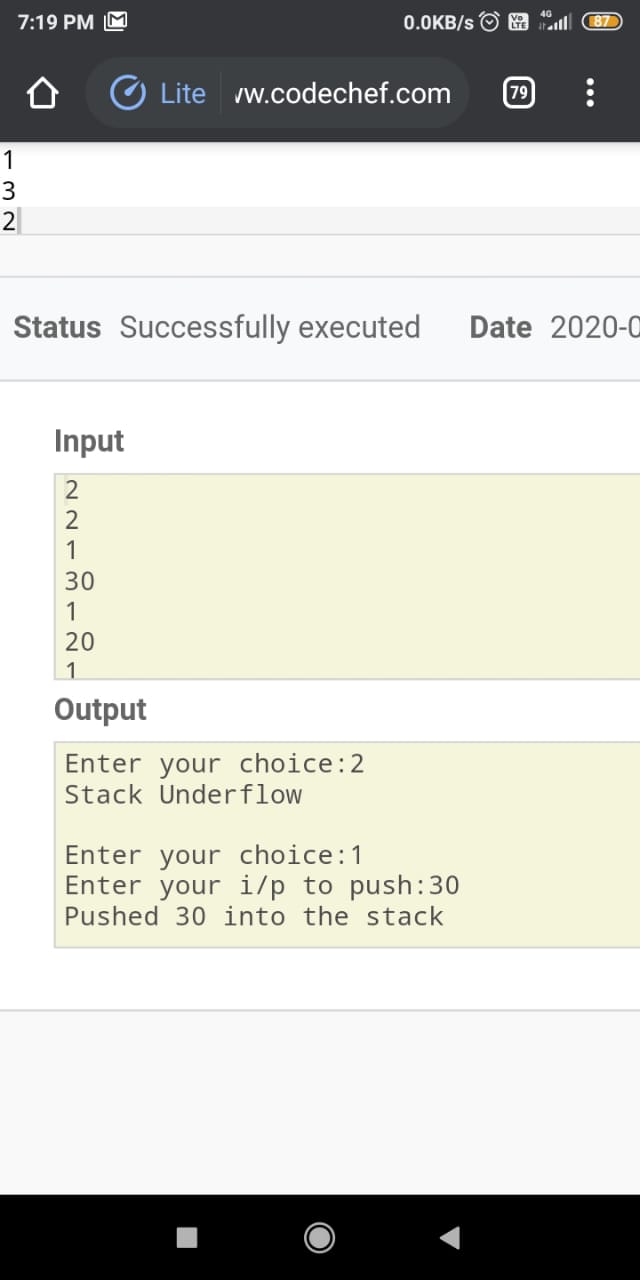 7:19 PM
0.0KB/s Vo LTE 4G 87
Lite vw.codechef.com 79
1
3
2
Status Successfully executed Date 2020-0
Input
2
2
1
30
1
20
1
Output
Enter your choice:2
Stack Underflow
Enter your choice:1
Enter your i/p to push:30
Pushed 30 into the stack